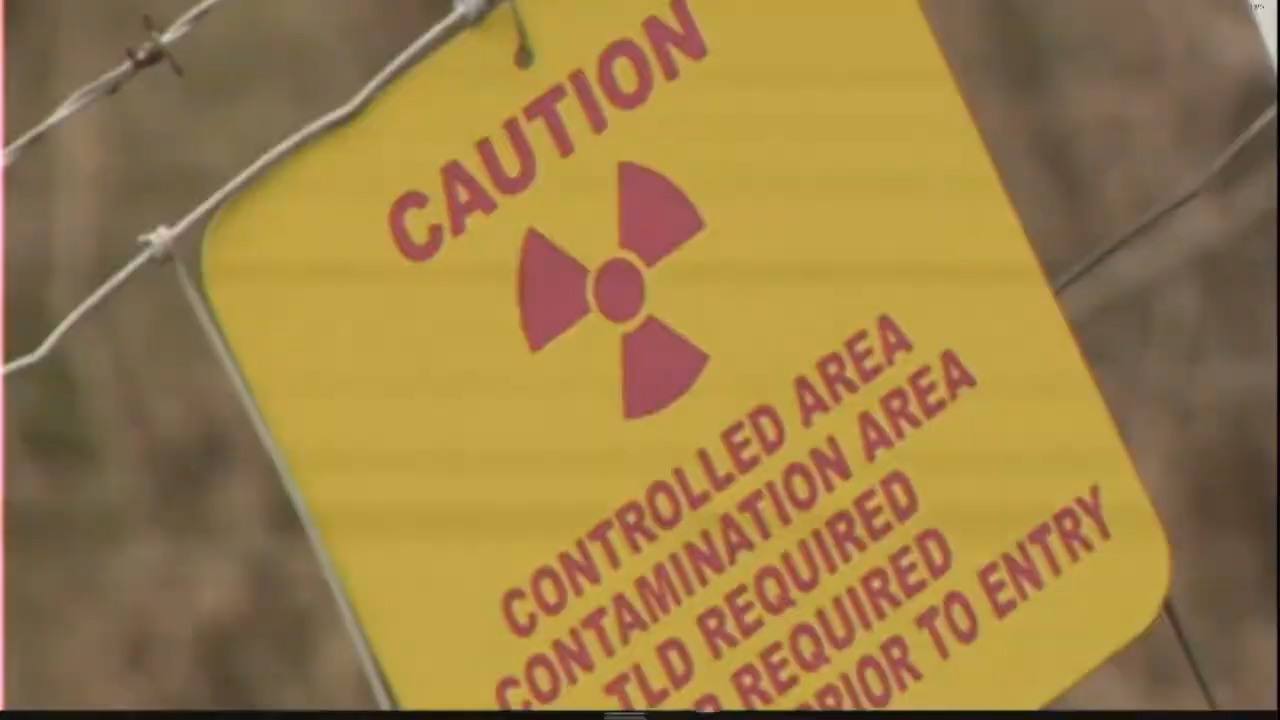 CAUTION
CONTROLLED AREA
CONTAMINATION AREA
TLD REQUIRED
REQUIRED
PRIOR TO ENTRY